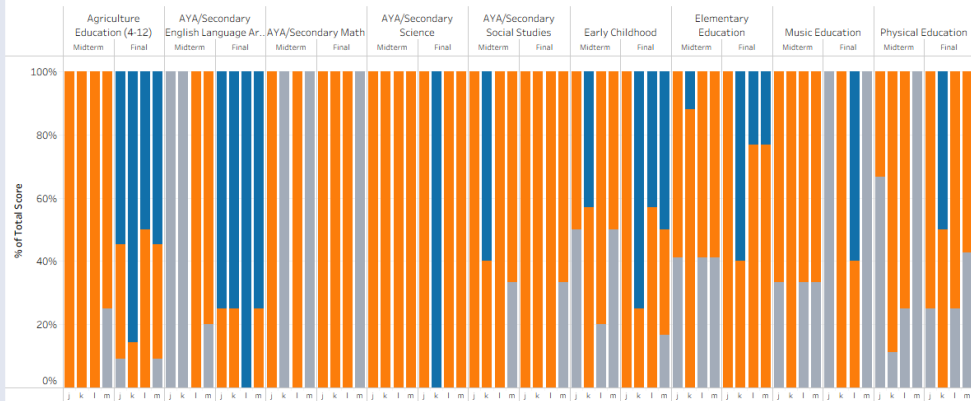 Agriculture
Education (4-12)
AYA/Secondary
English Language Ar..
AYA/Secondary Math
AYA/Secondary
Science
AYA/Secondary
Social Studies
Early Childhood
Elementary
Education
Music Education
Physical Education
Midterm Final Midterm Final Midterm Final Midterm Final Midterm Final Midterm Final Midterm Final Midterm Final Midterm Final
100%
80%
60%
40%
20%
0%
% of Total Score
j k l m j k l m j k l m j k l m j k l m j k l m j k l m j k l m j k l m j k l m j k l m j k l m j k l m j k l m j k l m j k l m j k l m j k l m